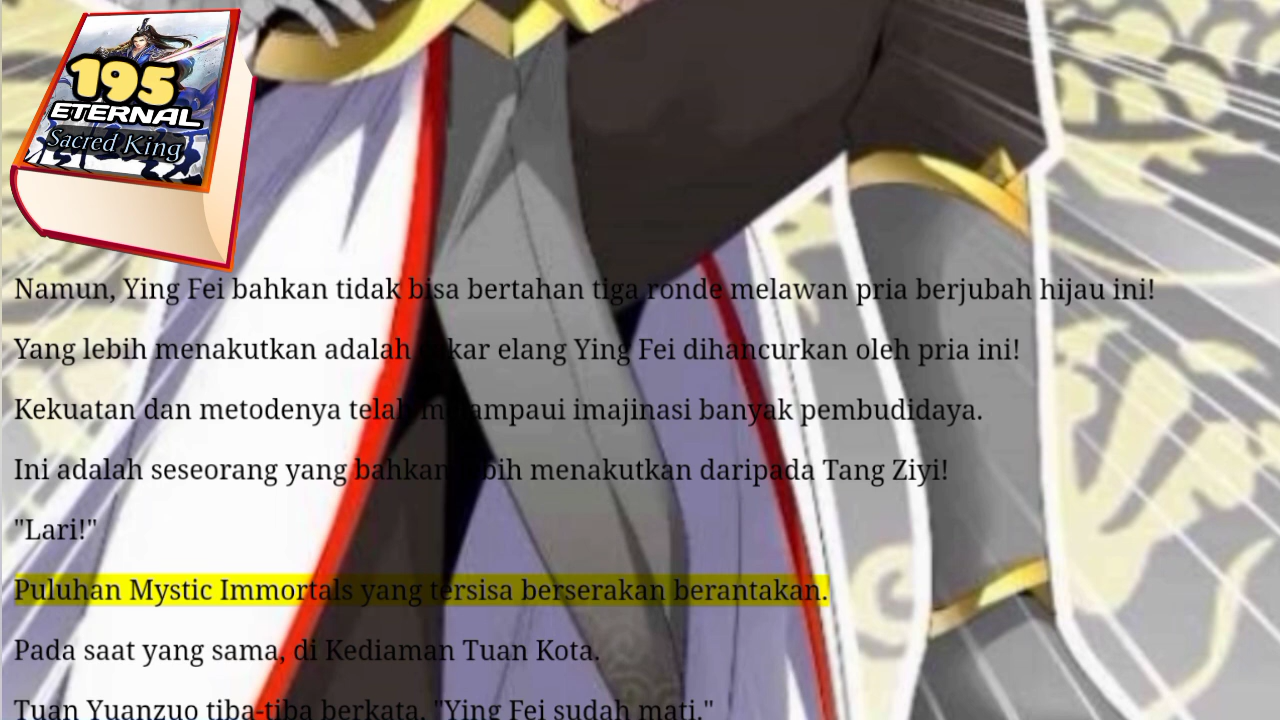 195
ETERNAL
Sacred King
Namun, Ying Fei bahkan tidak bisa bertahan tiga ronde melawan pria berjubah hijau ini!
Yang lebih menakutkan adalah cakar elang Ying Fei dihancurkan oleh pria ini!
Kekuatan dan metodenya telah melampaui imajinasi banyak pembudidaya.
Ini adalah seseorang yang bahkan lebih menakutkan daripada Tang Ziyi!
"Lari!"
Puluhan Mystic Immortals yang tersisa berserakan berantakan.
Pada saat yang sama, di Kediaman Tuan Kota.
Tuan Yuanzuo tiba-tiba berkata, "Ying Fei sudah mati."